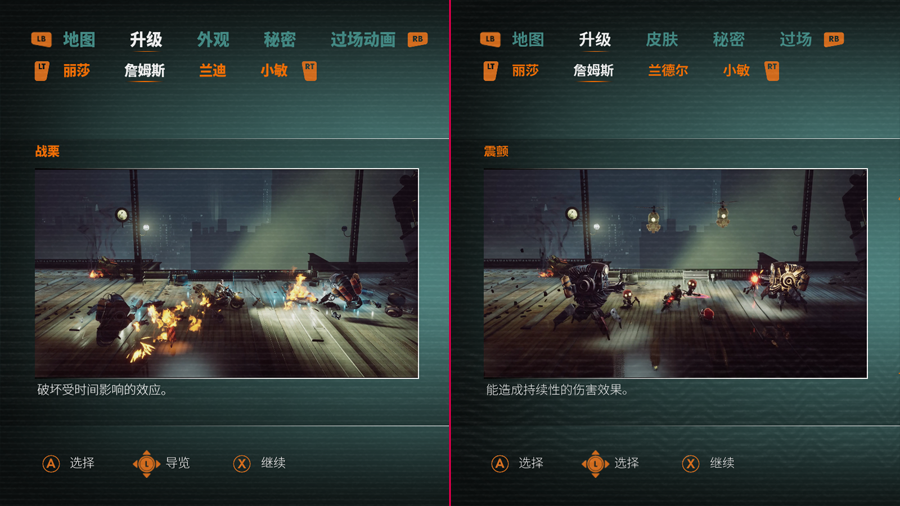 LB 地图 升级 外观 秘密 过场动画 RB
LT 丽莎 詹姆斯 兰迪 小敏 RT
战栗
破坏受时间影响的效应。
A 选择 L 导览 X 继续
LB 地图 升级 皮肤 秘密 过场 RB
LT 丽莎 詹姆斯 兰德尔 小敏 RT
震颤
能造成持续性的伤害效果。
A 选择 L 选择 X 继续